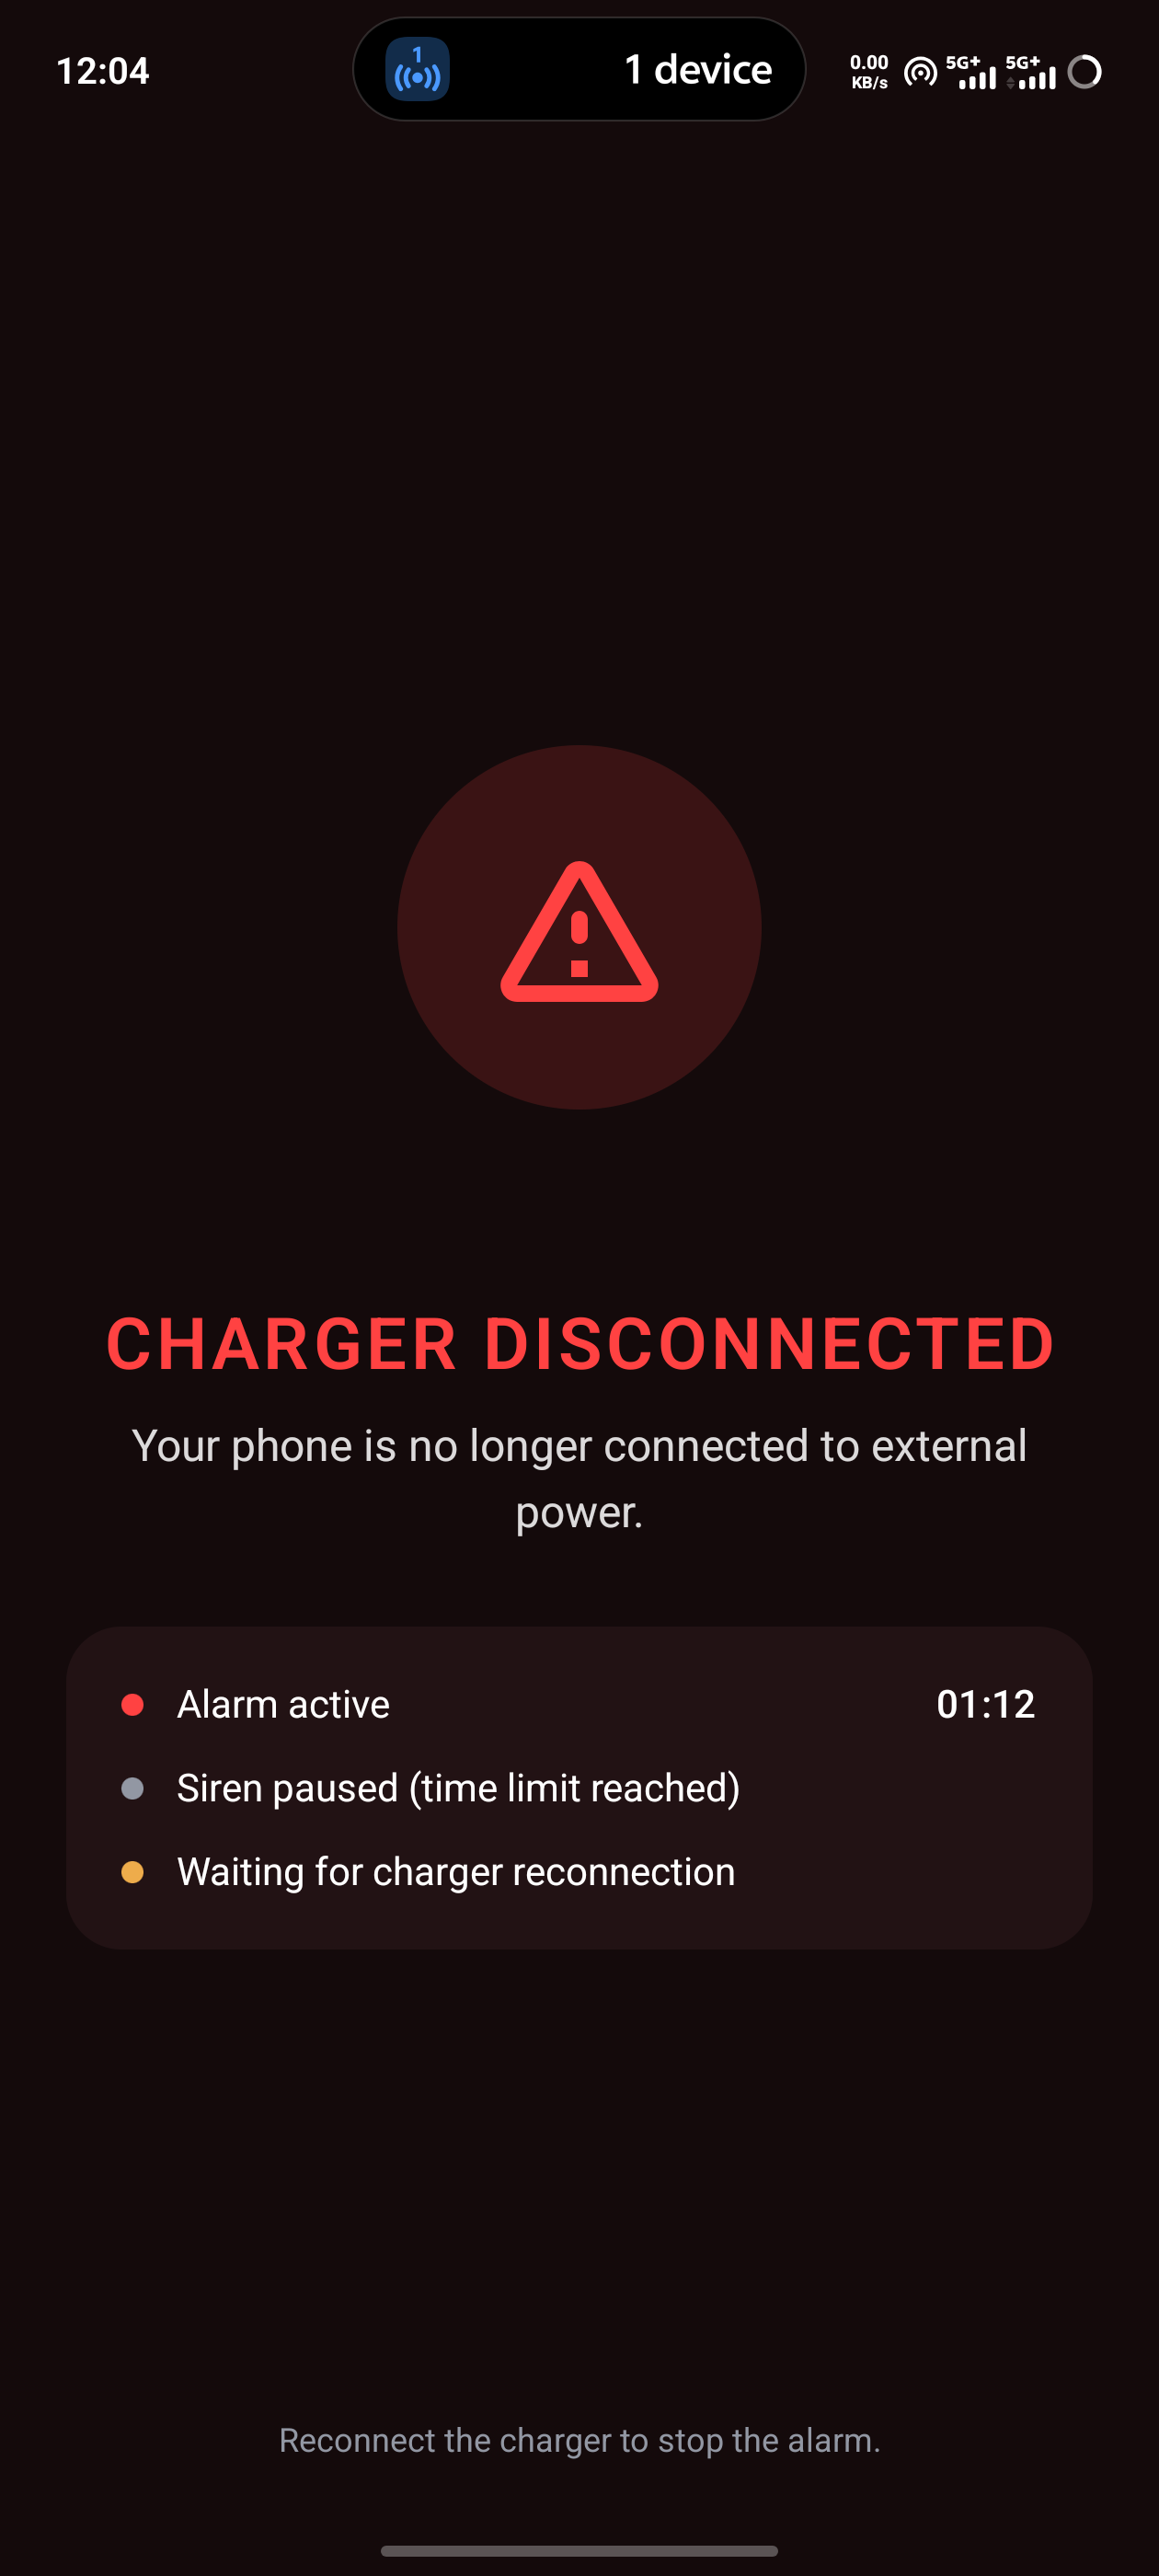 12:04
1
1 device
0.00
KB/s
5G+
5G+
CHARGER DISCONNECTED
Your phone is no longer connected to external
power.
Alarm active 01:12
Siren paused (time limit reached)
Waiting for charger reconnection
Reconnect the charger to stop the alarm.